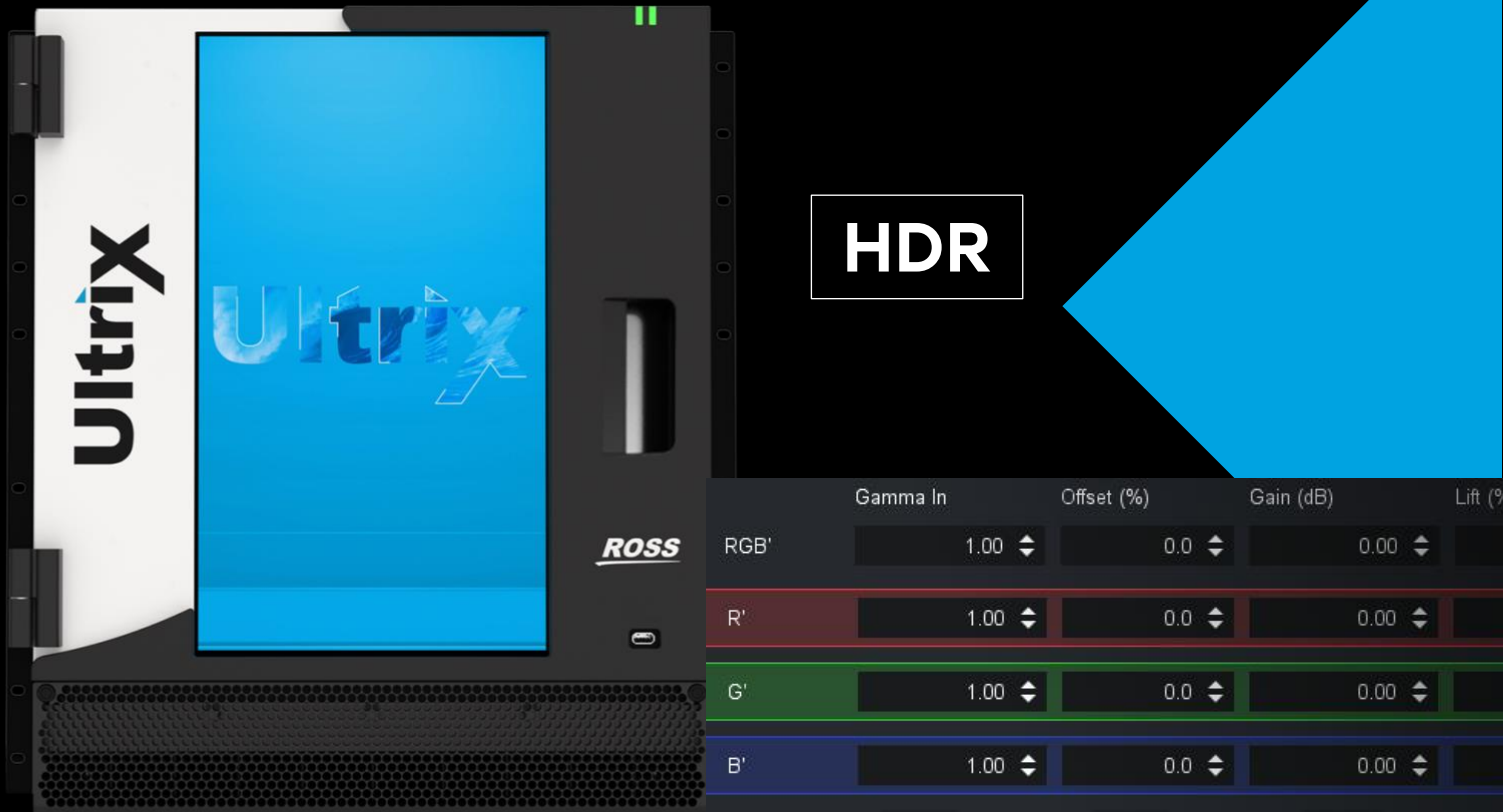 Ultrix
Ultrix
ROSS
HDR
Gamma In Offset (%) Gain (dB) Lift (%
RGB' 1.00 0.0 0.00
R' 1.00 0.0 0.00
G' 1.00 0.0 0.00
B' 1.00 0.0 0.00